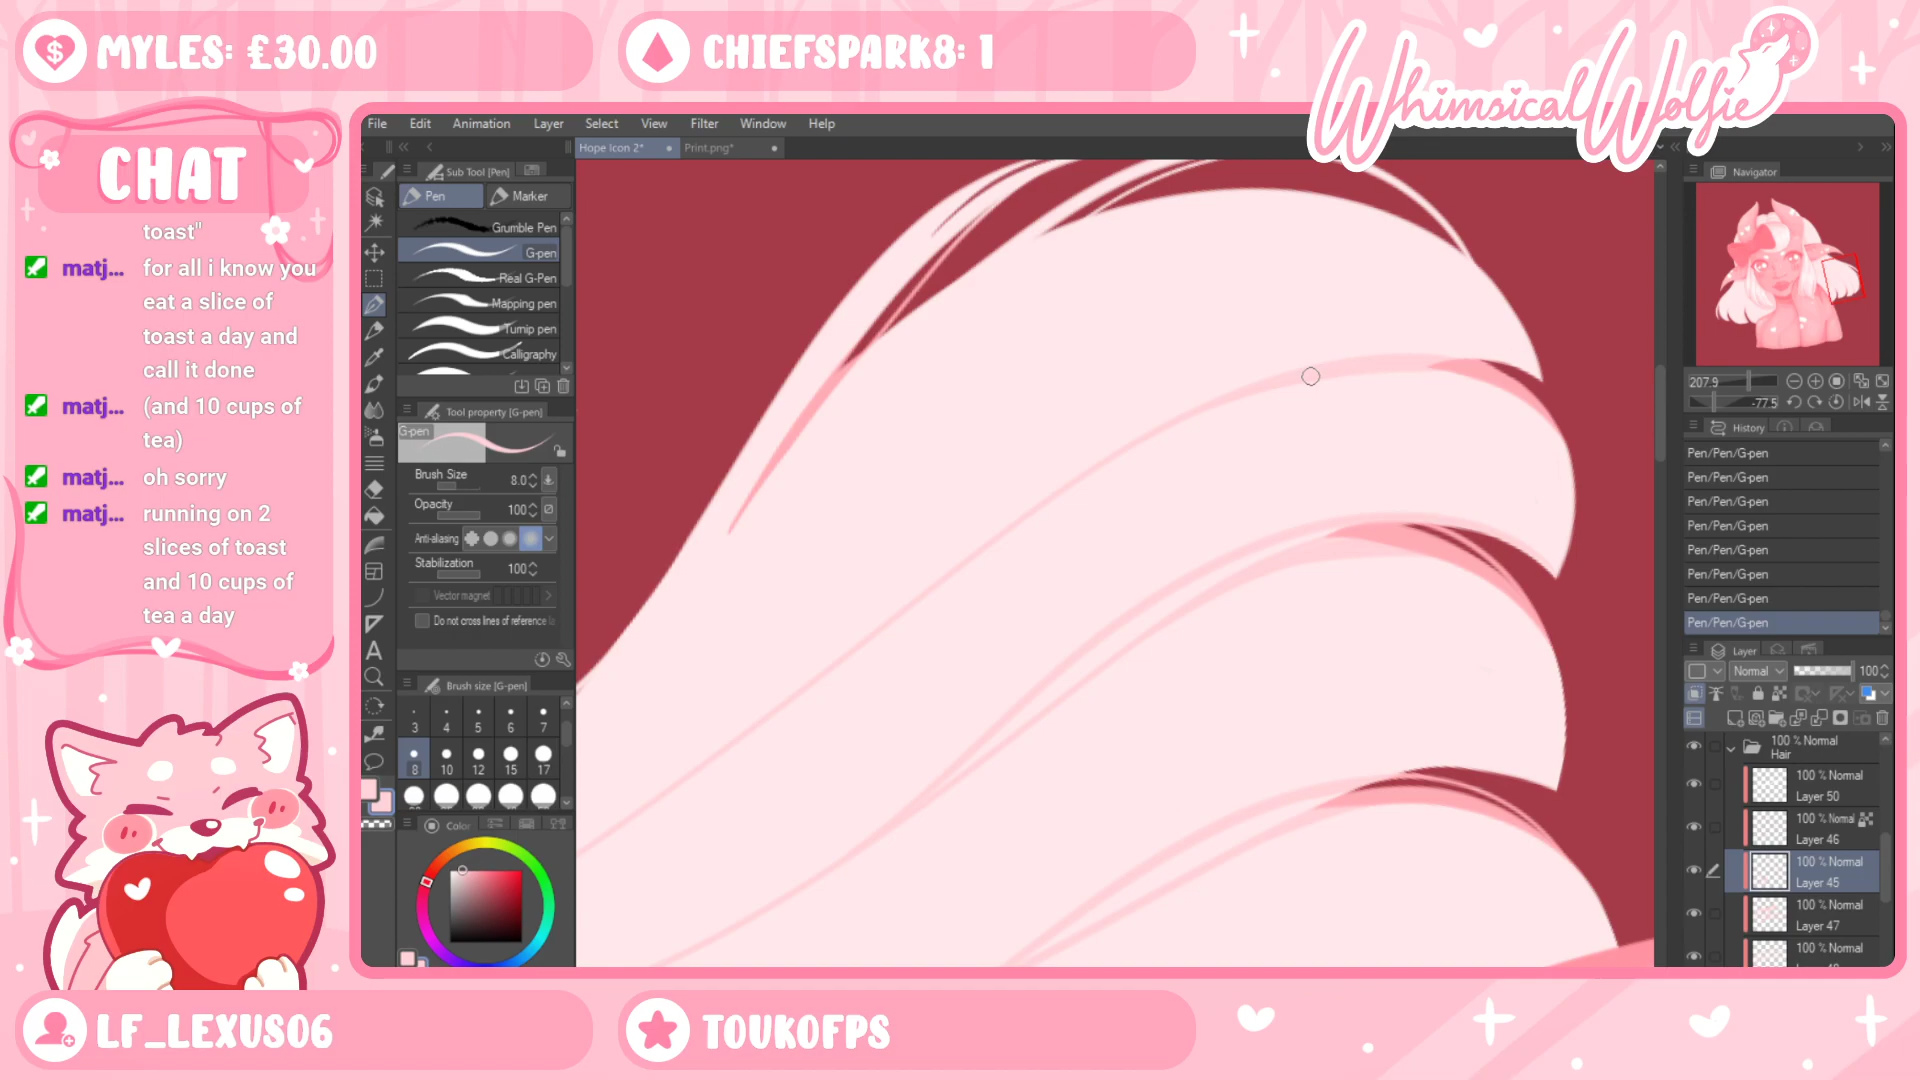 MYLES: £30.00
CHIEFSPARK8: 1
WhimsicalWolfie
CHAT
toast"
matj... for all i know you
eat a slice of
toast a day and
call it done
matj... (and 10 cups of
tea)
matj... oh sorry
matj... running on 2
slices of toast
and 10 cups of
tea a day
File Edit Animation Layer Select View Filter Window Help
Hope Icon 2* Print.png*
Sub Tool [Pen]
Pen Marker
Grumble Pen
G-pen
Real G-Pen
Mapping pen
Turnip pen
Calligraphy
Tool property [G-pen]
G-pen
Brush Size 8.0
Opacity 100
Anti-aliasing
Stabilization 100
Vector magnet
Do not cross lines of reference
Brush size [G-pen]
3 4 5 6 7
8 10 12 15 17
Color
Navigator
207.9
-77.5
History
Pen/Pen/G-pen
Pen/Pen/G-pen
Pen/Pen/G-pen
Pen/Pen/G-pen
Pen/Pen/G-pen
Pen/Pen/G-pen
Pen/Pen/G-pen
Pen/Pen/G-pen
Layer
Normal 100
100 % Normal
Hair
100 % Normal
Layer 50
100 % Normal
Layer 46
100 % Normal
Layer 45
100 % Normal
Layer 47
100 % Normal
LF_LEXUS06
TOUKOFPS